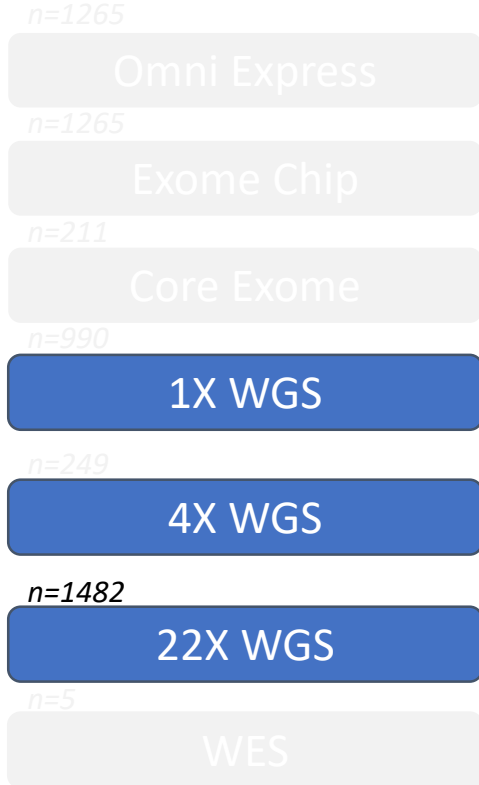 n=1265
Omni Express
n=1265
Exome Chip
n=211
Core Exome
n=990
1X WGS
n=249
4X WGS
n=1482
22X WGS
n=5
WES